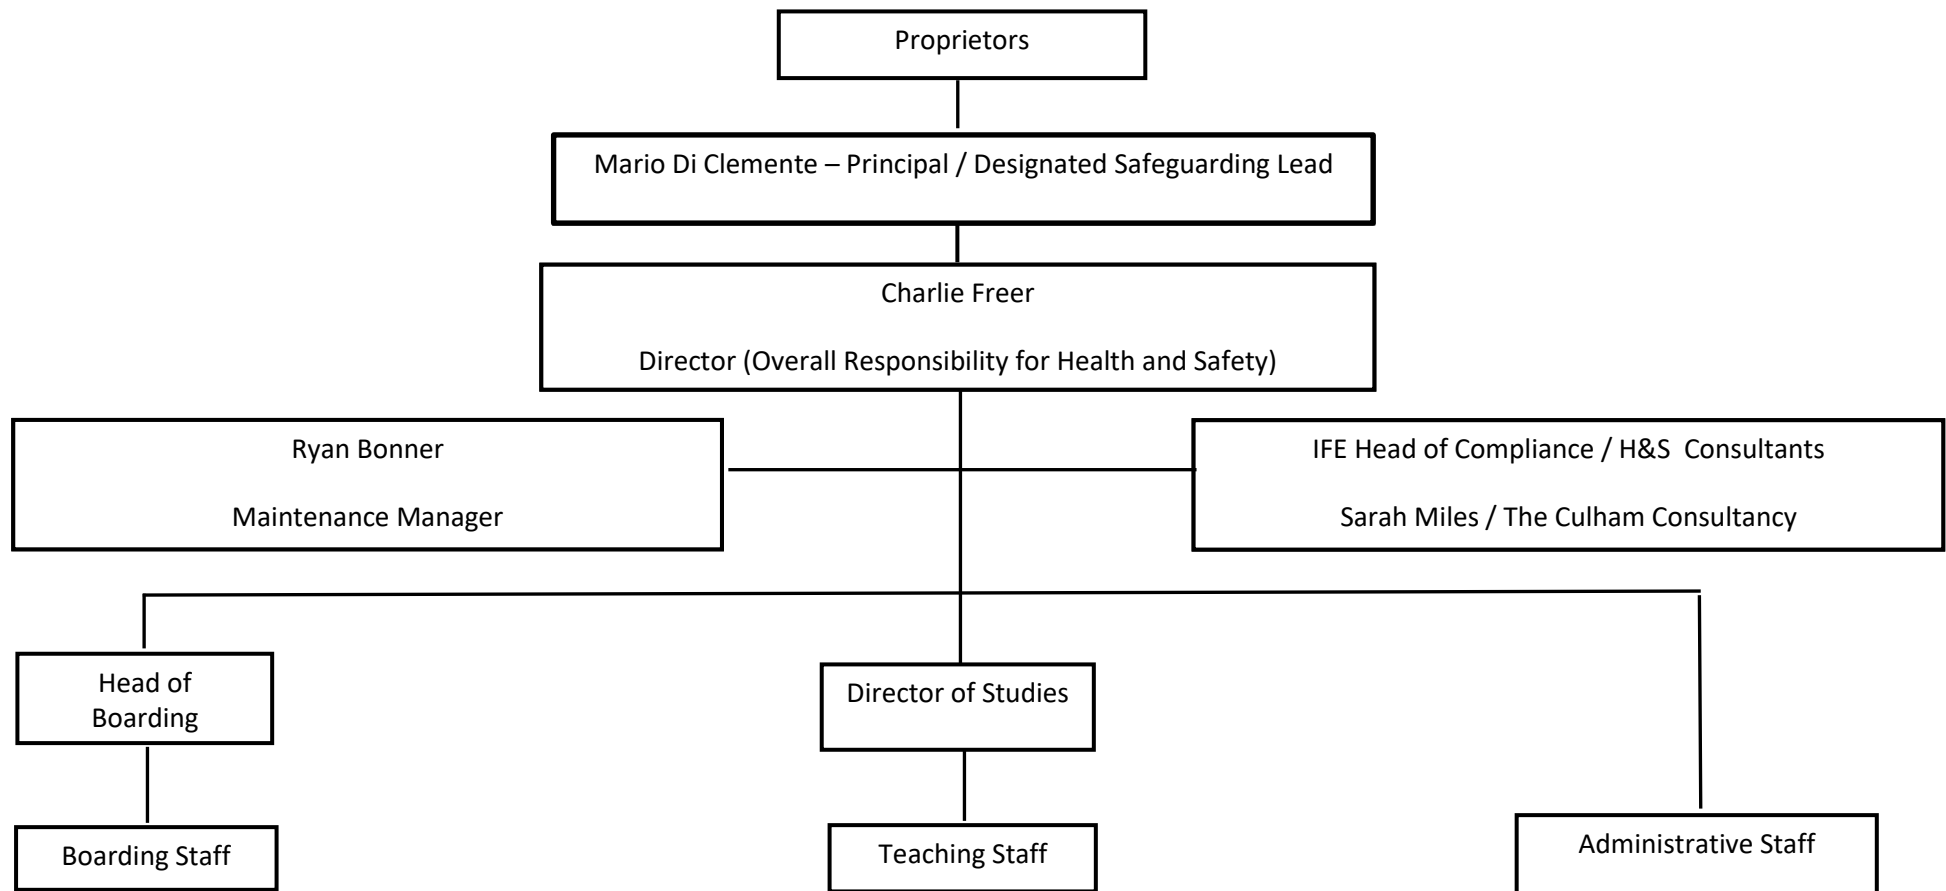 Proprietors
Mario Di Clemente – Principal / Designated Safeguarding Lead
Charlie Freer
Director (Overall Responsibility for Health and Safety)
Ryan Bonner
Maintenance Manager
IFE Head of Compliance / H&S  Consultants
Sarah Miles / The Culham Consultancy
Head of
Boarding
Director of Studies
Boarding Staff
Teaching Staff
Administrative Staff